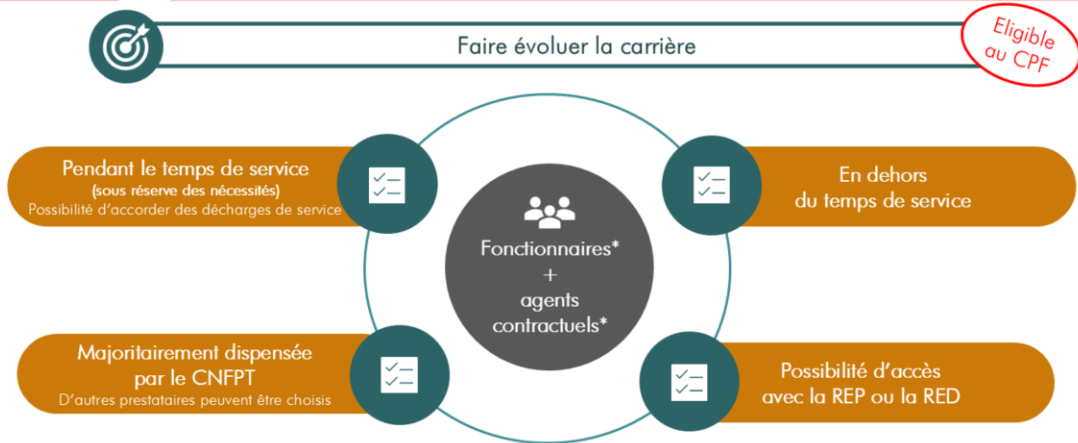 Faire évoluer la carrière
Eligible
au CPF
Pendant le temps de service
(sous réserve des nécessités)
Possibilité d'accorder des décharges de service
En dehors
du temps de service
Fonctionnaires*
+
agents
contractuels*
Majoritairement dispensée
par le CNFPT
D'autres prestataires peuvent être choisis
Possibilité d'accès
avec la REP ou la RED